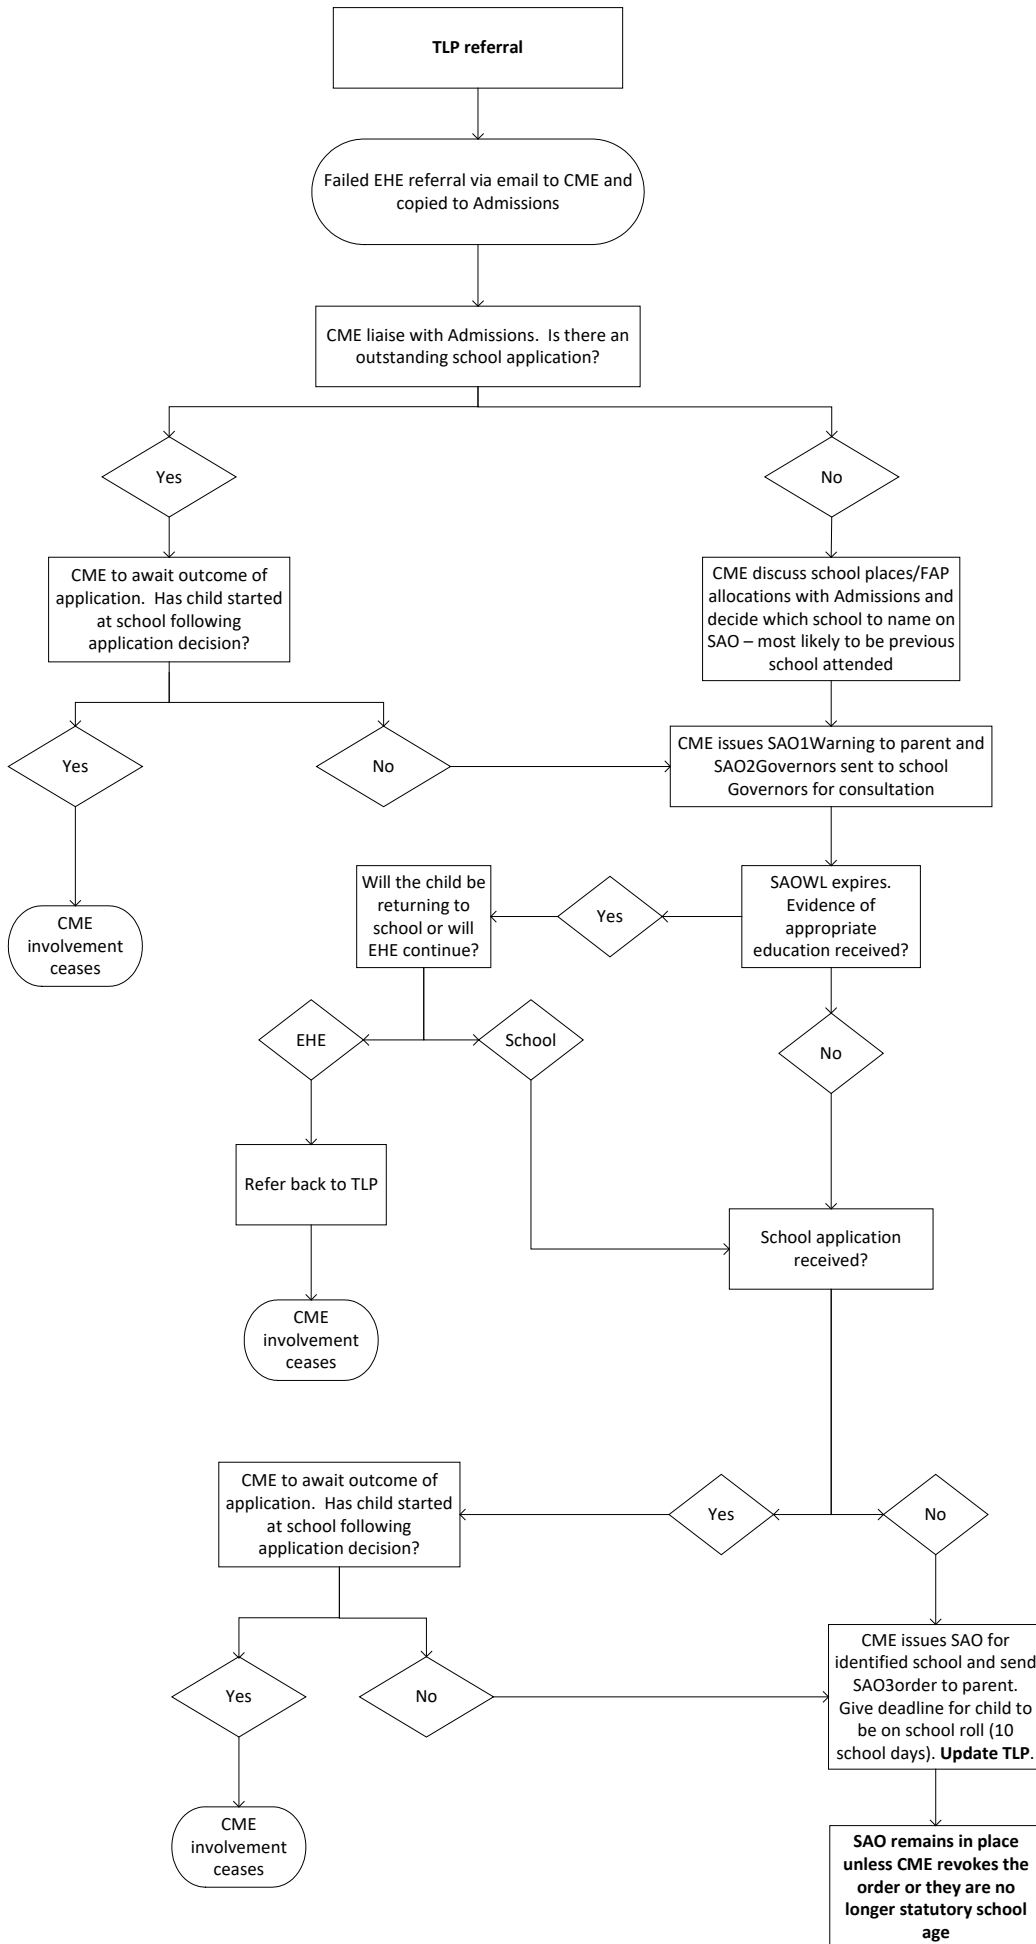 TLP referral
Failed EHE referral via email to CME and
copied to Admissions
CME liaise with Admissions.  Is there an
outstanding school application?
Yes
No
CME to await outcome of
application.  Has child started
at school following
application decision?
CME discuss school places/FAP
allocations with Admissions and
decide which school to name on
SAO – most likely to be previous
school attended
Yes
No
CME issues SAO1Warning to parent and
SAO2Governors sent to school
Governors for consultation
CME
involvement
ceases
Will the child be
returning to
school or will
EHE continue?
Yes
SAOWL expires.
Evidence of
appropriate
education received?
EHE
School
No
Refer back to TLP
School application
received?
CME
involvement
ceases
CME to await outcome of
application.  Has child started
at school following
application decision?
Yes
No
Yes
No
CME issues SAO for
identified school and send
SAO3order to parent.
Give deadline for child to
be on school roll (10
school days). Update TLP.
CME
involvement
ceases
SAO remains in place
unless CME revokes the
order or they are no
longer statutory school
age